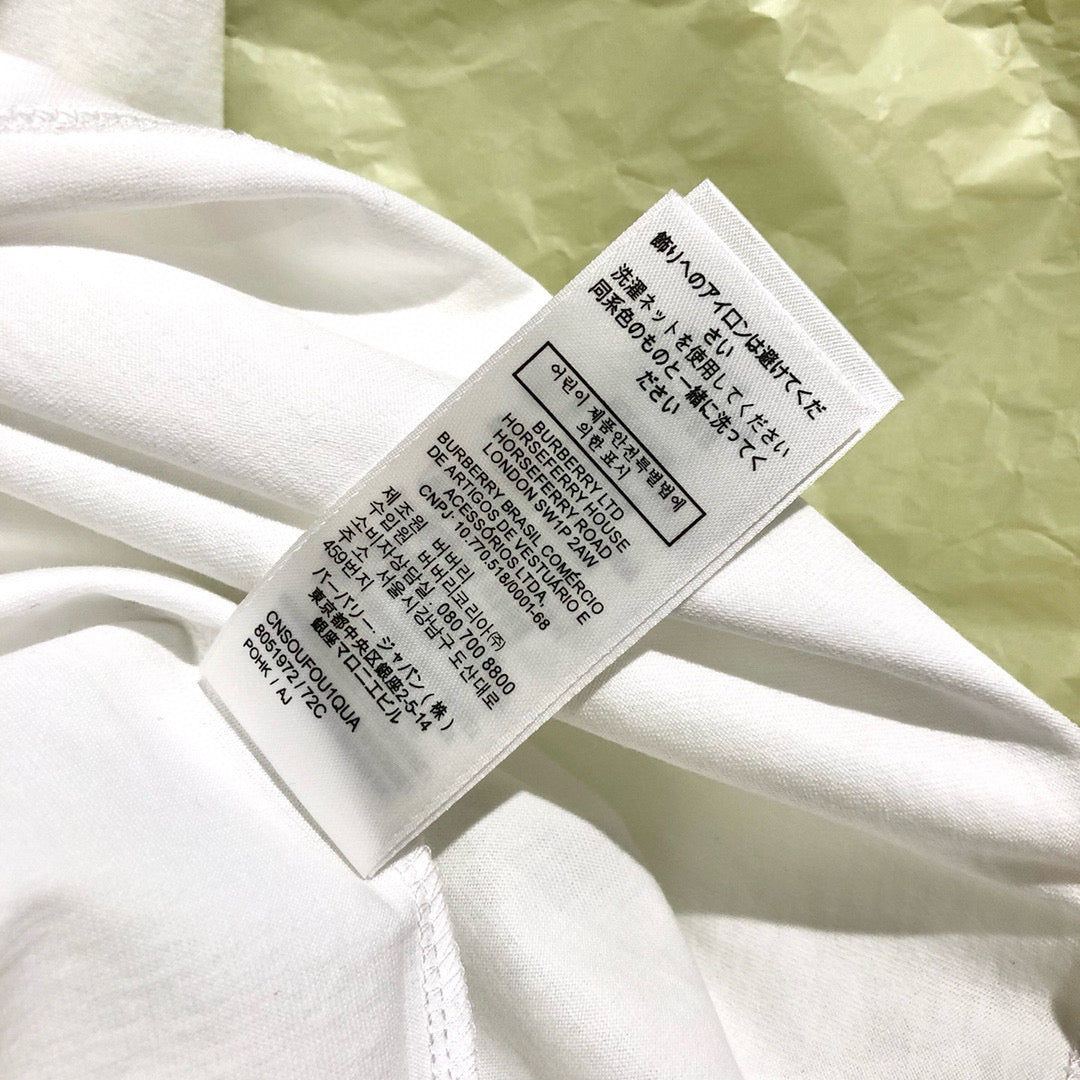 飾りへのアイロンは避けてくだ
さい
洗濯ネットを使用してください
同系色のものと一緒に洗ってく
ださい
어린이 제품안전특별법에
의한 표시
BURBERRY LTD
HORSEFERRY HOUSE
HORSEFERRY ROAD
LONDON SW1P 2AW
BURBERRY BRASIL COMÉRCIO
DE ARTIGOS DE VESTUÁRIO E
ACESSÓRIOS LTDA,
CNPJ· 10.770.518/0001-68
제조원 버버리
수입원 버버리코리아㈜
소비자상담실 080 700 8800
주소 서울시강남구 도산대로
459번지
バーバリー ジャパン(株)
東京都中央区銀座2-5-14
銀座マロニエビル
CNSOUFOU1QUA
8051972/72C
POHK / AJ